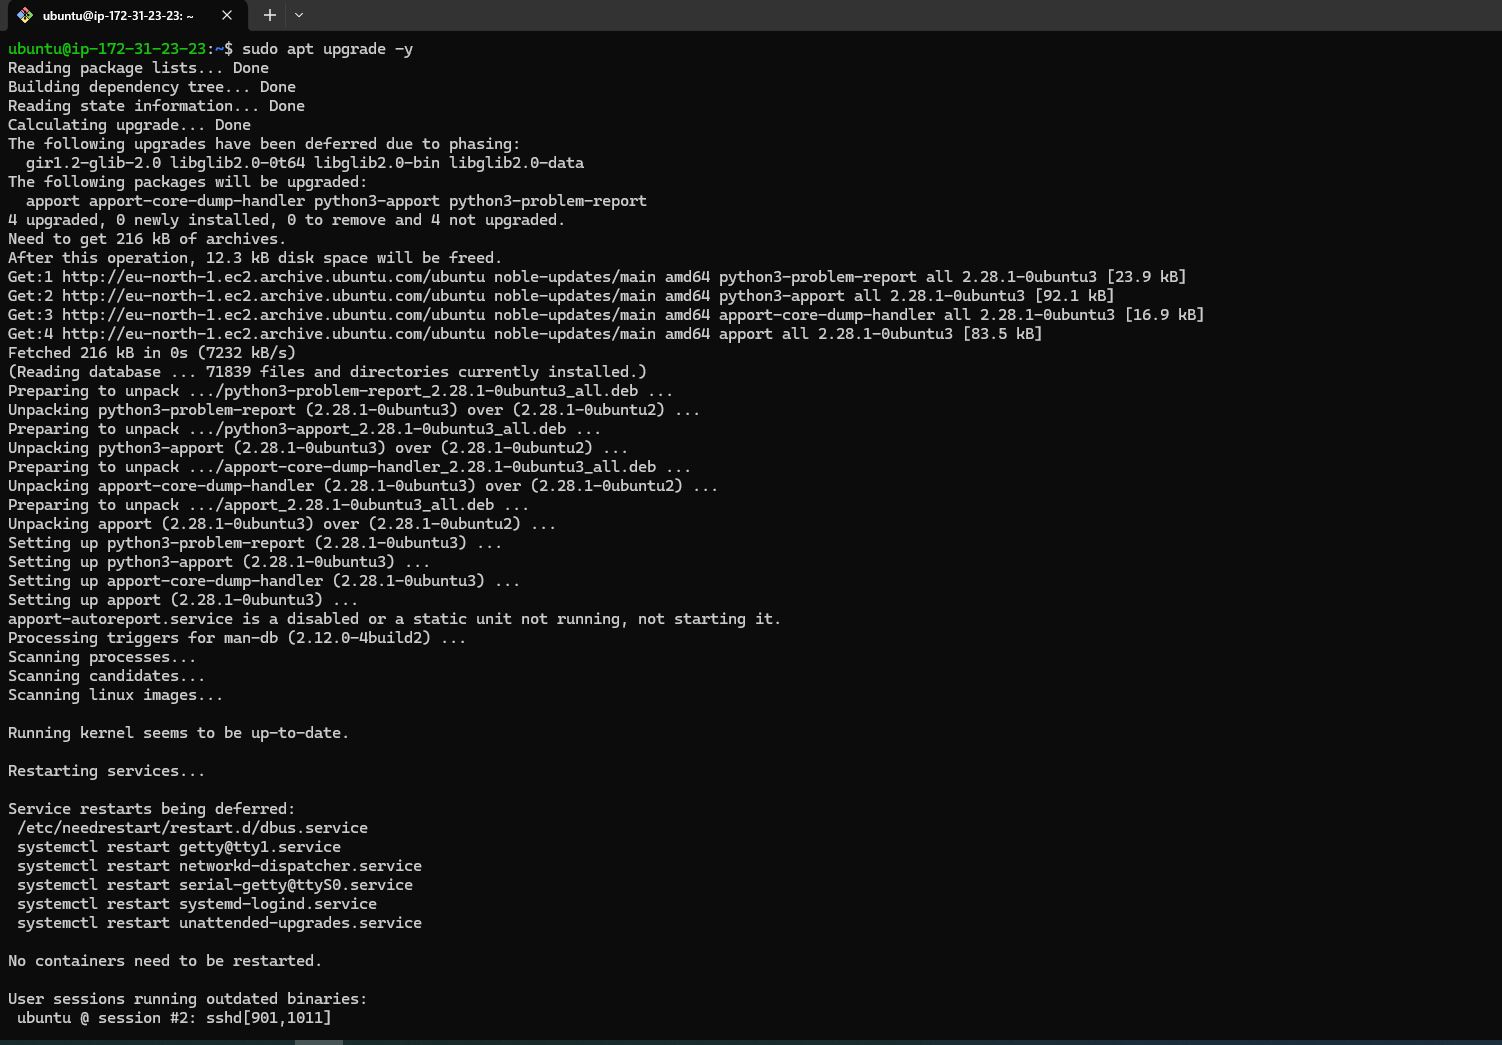 ubuntu@ip-172-31-23-23: ~
ubuntu@ip-172-31-23-23:~$ sudo apt upgrade -y
Reading package lists... Done
Building dependency tree... Done
Reading state information... Done
Calculating upgrade... Done
The following upgrades have been deferred due to phasing:
  gir1.2-glib-2.0 libglib2.0-0t64 libglib2.0-bin libglib2.0-data
The following packages will be upgraded:
  apport apport-core-dump-handler python3-apport python3-problem-report
4 upgraded, 0 newly installed, 0 to remove and 4 not upgraded.
Need to get 216 kB of archives.
After this operation, 12.3 kB disk space will be freed.
Get:1 http://eu-north-1.ec2.archive.ubuntu.com/ubuntu noble-updates/main amd64 python3-problem-report all 2.28.1-0ubuntu3 [23.9 kB]
Get:2 http://eu-north-1.ec2.archive.ubuntu.com/ubuntu noble-updates/main amd64 python3-apport all 2.28.1-0ubuntu3 [92.1 kB]
Get:3 http://eu-north-1.ec2.archive.ubuntu.com/ubuntu noble-updates/main amd64 apport-core-dump-handler all 2.28.1-0ubuntu3 [16.9 kB]
Get:4 http://eu-north-1.ec2.archive.ubuntu.com/ubuntu noble-updates/main amd64 apport all 2.28.1-0ubuntu3 [83.5 kB]
Fetched 216 kB in 0s (7232 kB/s)
(Reading database ... 71839 files and directories currently installed.)
Preparing to unpack .../python3-problem-report_2.28.1-0ubuntu3_all.deb ...
Unpacking python3-problem-report (2.28.1-0ubuntu3) over (2.28.1-0ubuntu2) ...
Preparing to unpack .../python3-apport_2.28.1-0ubuntu3_all.deb ...
Unpacking python3-apport (2.28.1-0ubuntu3) over (2.28.1-0ubuntu2) ...
Preparing to unpack .../apport-core-dump-handler_2.28.1-0ubuntu3_all.deb ...
Unpacking apport-core-dump-handler (2.28.1-0ubuntu3) over (2.28.1-0ubuntu2) ...
Preparing to unpack .../apport_2.28.1-0ubuntu3_all.deb ...
Unpacking apport (2.28.1-0ubuntu3) over (2.28.1-0ubuntu2) ...
Setting up python3-problem-report (2.28.1-0ubuntu3) ...
Setting up python3-apport (2.28.1-0ubuntu3) ...
Setting up apport-core-dump-handler (2.28.1-0ubuntu3) ...
Setting up apport (2.28.1-0ubuntu3) ...
apport-autoreport.service is a disabled or a static unit not running, not starting it.
Processing triggers for man-db (2.12.0-4build2) ...
Scanning processes...
Scanning candidates...
Scanning linux images...
Running kernel seems to be up-to-date.
Restarting services...
Service restarts being deferred:
 /etc/needrestart/restart.d/dbus.service
 systemctl restart getty@tty1.service
 systemctl restart networkd-dispatcher.service
 systemctl restart serial-getty@ttyS0.service
 systemctl restart systemd-logind.service
 systemctl restart unattended-upgrades.service
No containers need to be restarted.
User sessions running outdated binaries:
 ubuntu @ session #2: sshd[901,1011]